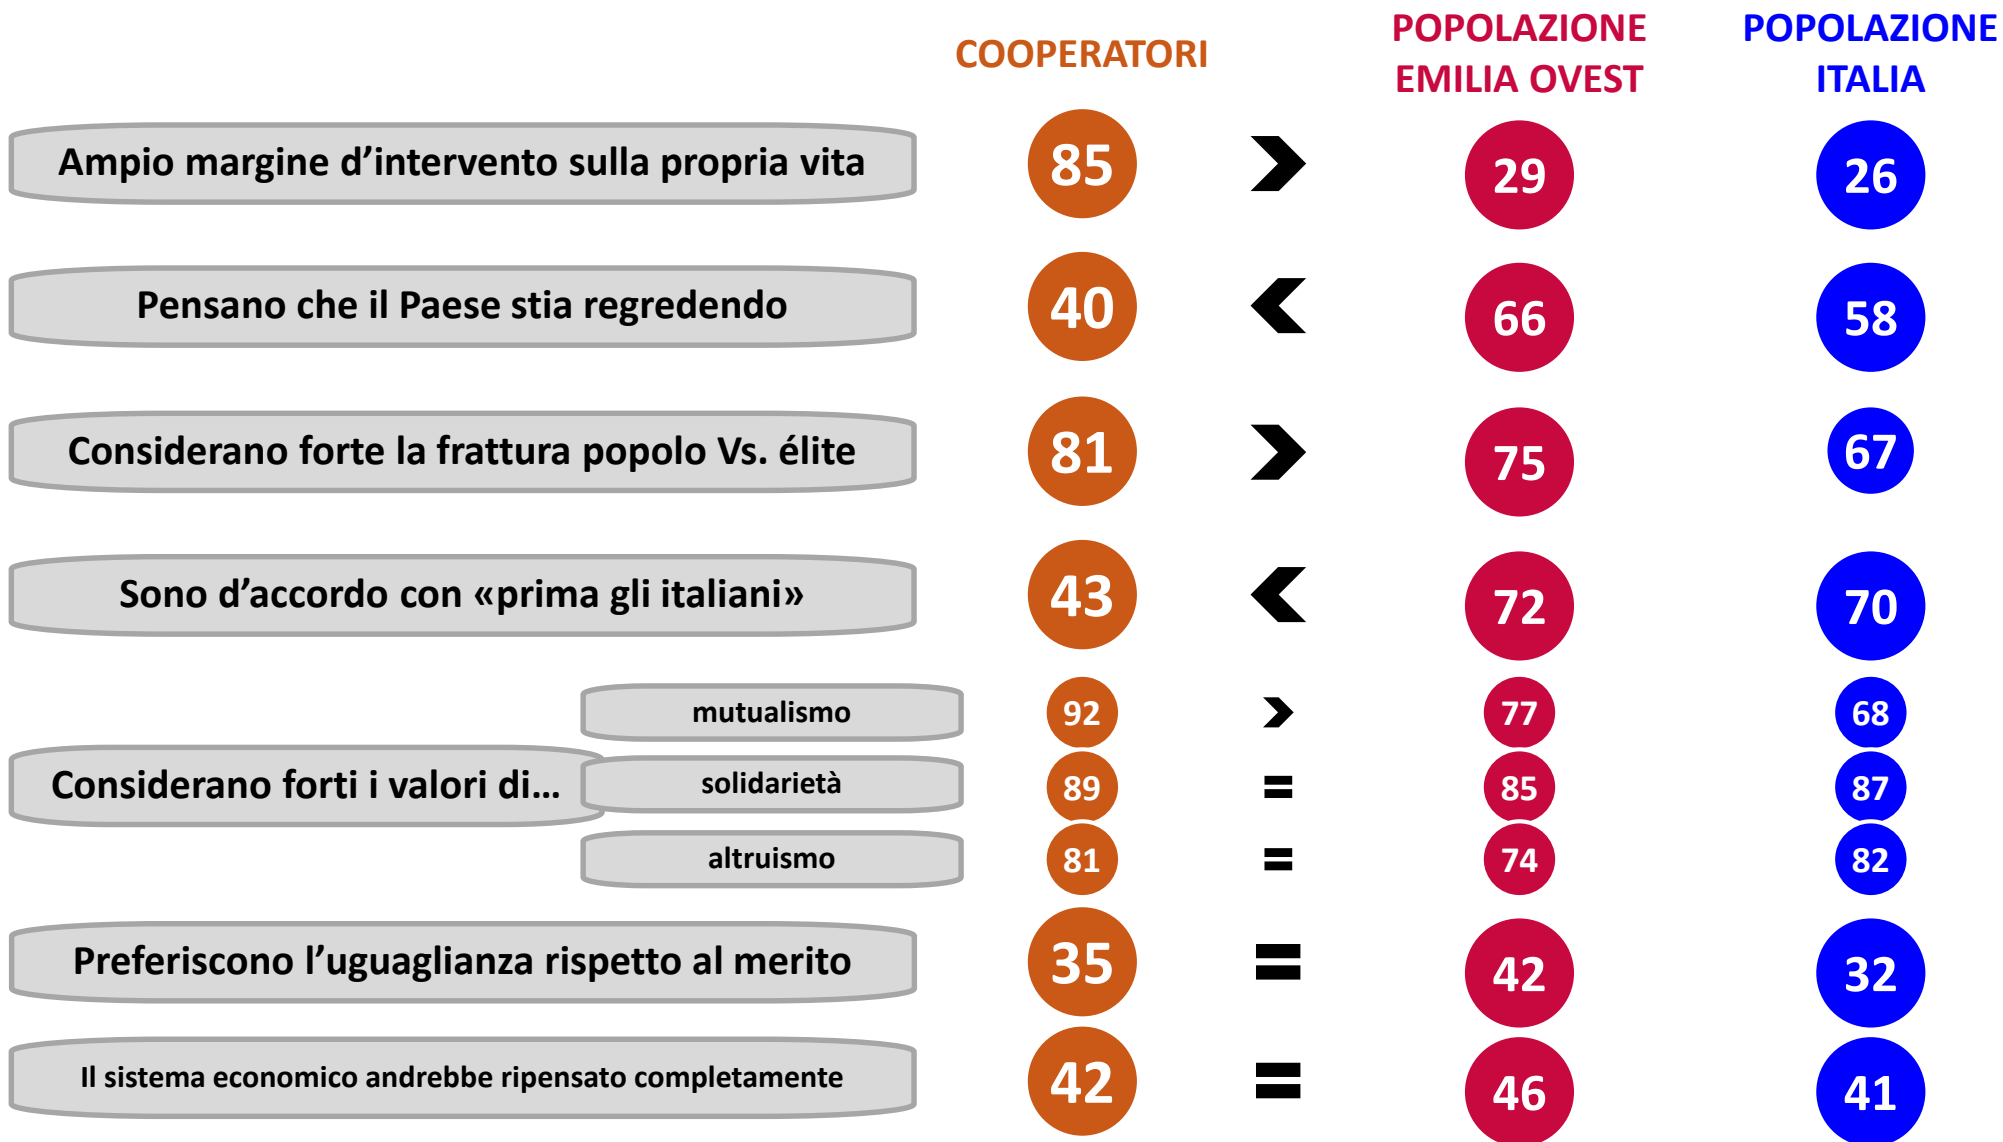 COOPERATORI
POPOLAZIONE
EMILIA OVEST
POPOLAZIONE
ITALIA
Ampio margine d’intervento sulla propria vita 85 > 29 26
Pensano che il Paese stia regredendo 40 < 66 58
Considerano forte la frattura popolo Vs. élite 81 > 75 67
Sono d’accordo con «prima gli italiani» 43 < 72 70
mutualismo 92 > 77 68
Considerano forti i valori di… solidarietà 89 = 85 87
altruismo 81 = 74 82
Preferiscono l’uguaglianza rispetto al merito 35 = 42 32
Il sistema economico andrebbe ripensato completamente 42 = 46 41